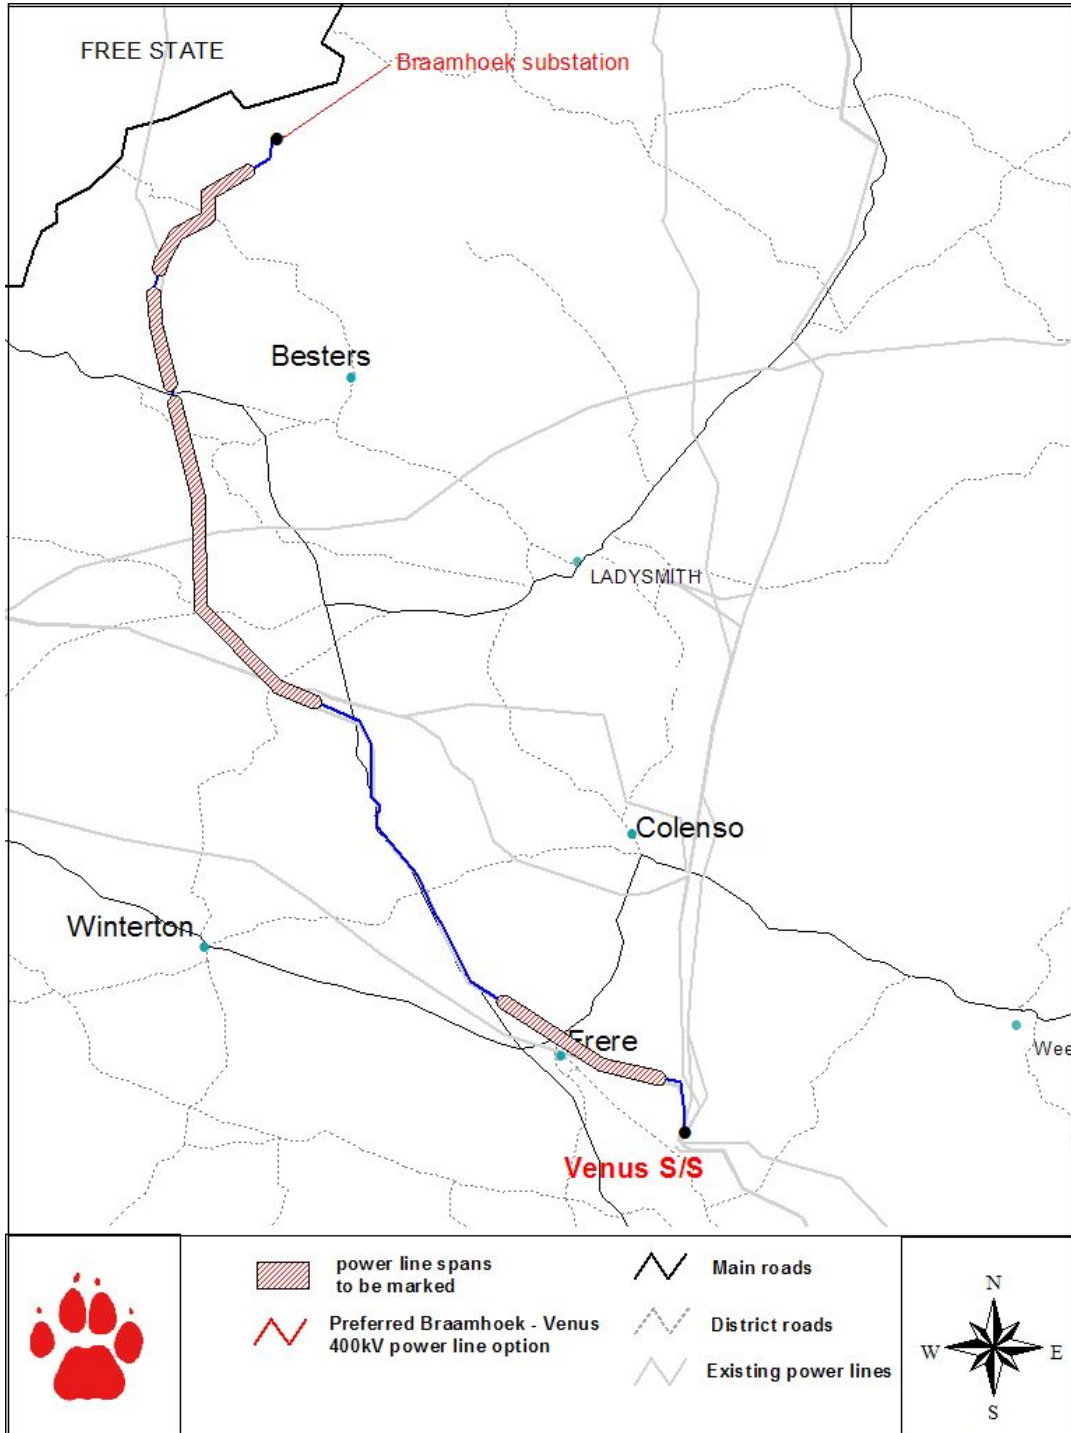 FREE STATE
Braamhoek substation
Besters
LADYSMITH
Colenso
Winterton
Frere
Wee
Venus S/S
power line spans
to be marked
Preferred Braamhoek - Venus
400kV power line option
Main roads
District roads
Existing power lines
N
W
E
S